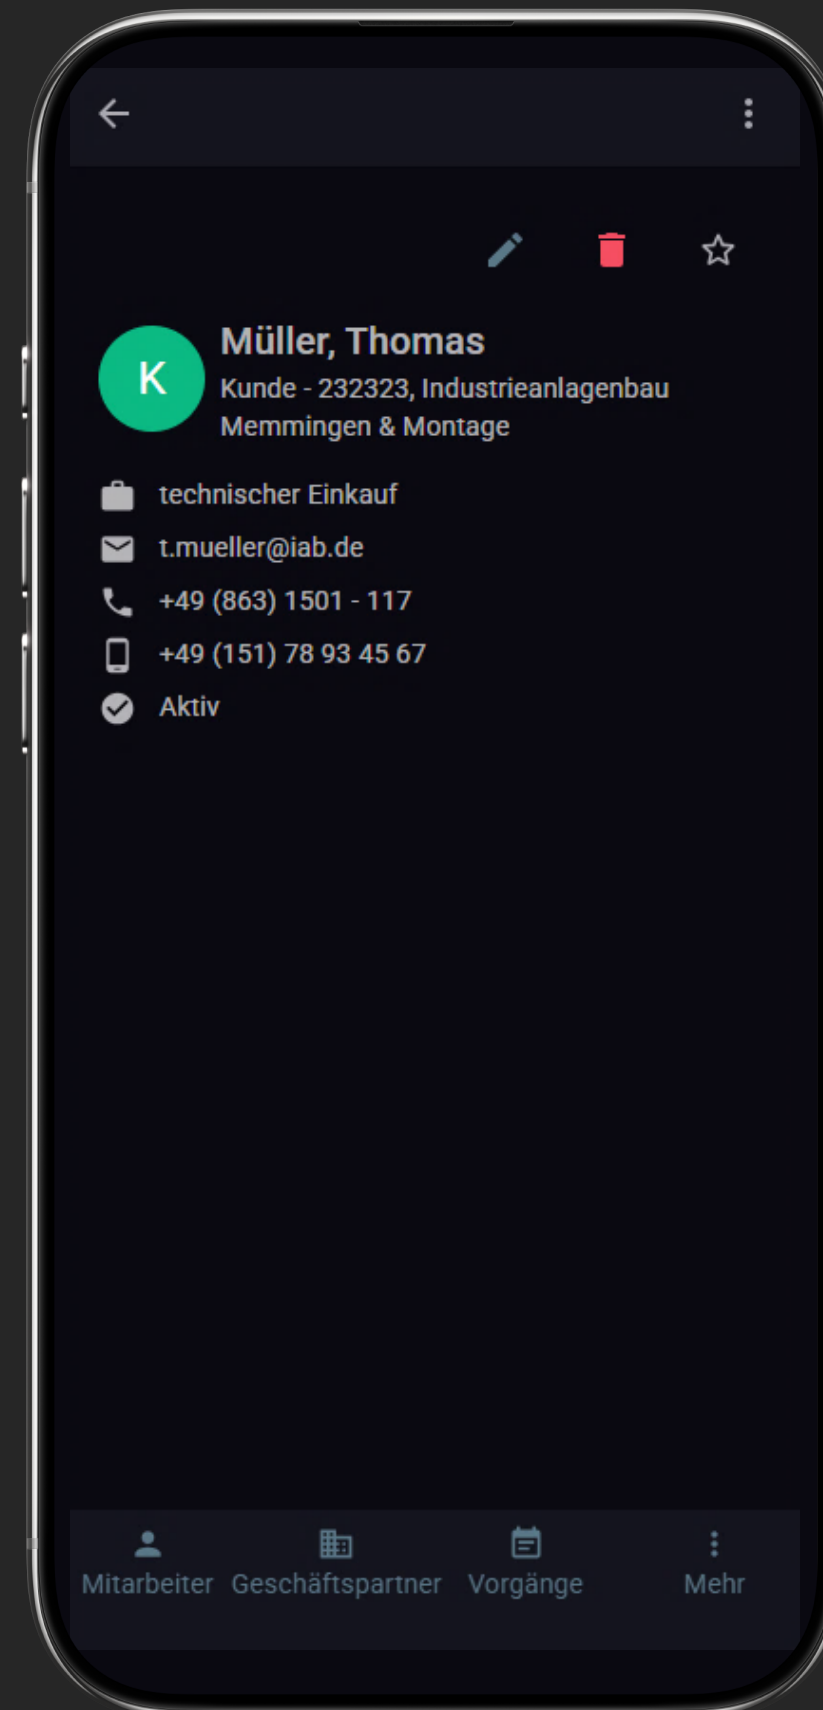 K
Müller, Thomas
Kunde - 232323, Industrieanlagenbau
Memmingen & Montage
technischer Einkauf
t.mueller@iab.de
+49 (863) 1501 - 117
+49 (151) 78 93 45 67
Aktiv
Mitarbeiter Geschäftspartner Vorgänge Mehr